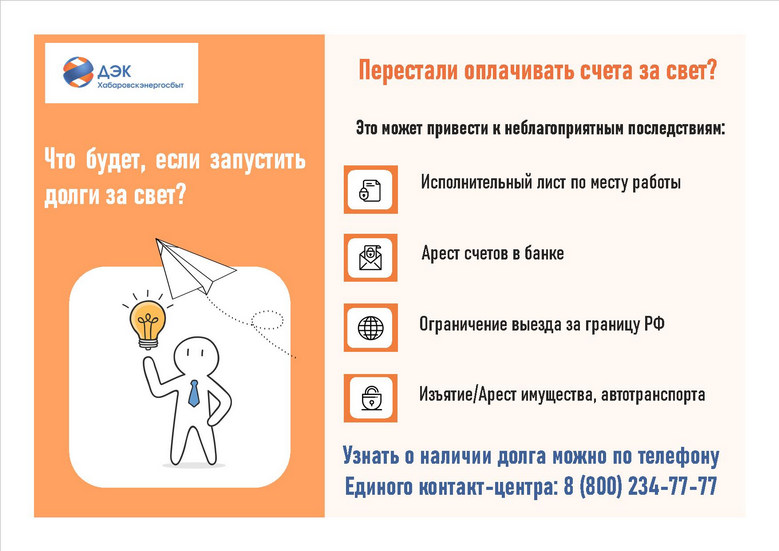 ДЭК
Хабаровскэнергосбыт
Что будет, если запустить
долги за свет?
Перестали оплачивать счета за свет?
Это может привести к неблагоприятным последствиям:
Исполнительный лист по месту работы
Арест счетов в банке
Ограничение выезда за границу РФ
Изъятие/Арест имущества, автотранспорта
Узнать о наличии долга можно по телефону
Единого контакт-центра: 8 (800) 234-77-77